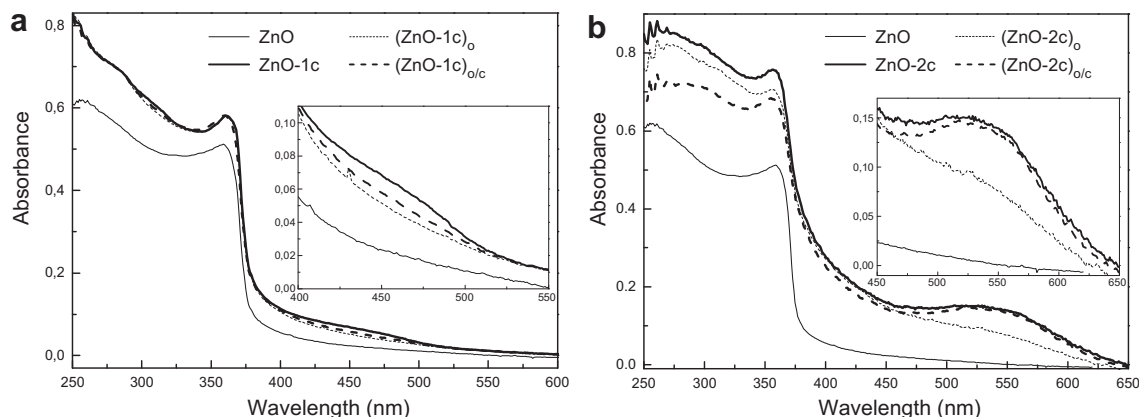 a
ZnO
ZnO-1c
(ZnO-1c)o
(ZnO-1c)o/c
Absorbance
0,8
0,6
0,4
0,2
0,0
250 300 350 400 450 500 550 600
Wavelength (nm)
0,10
0,08
0,06
0,04
0,02
0,00
400 450 500 550
b
ZnO
ZnO-2c
(ZnO-2c)o
(ZnO-2c)o/c
Absorbance
0.8
0.6
0.4
0.2
0.0
250 300 350 400 450 500 550 600 650
Wavelength (nm)
0,15
0,10
0,05
0,00
450 500 550 600 650